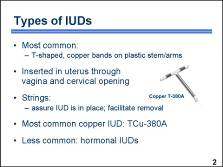 Types of IUDs
• Most common:
– T-shaped, copper bands on plastic stem/arms
• Inserted in uterus through
vagina and cervical opening
Copper T-380A
• Strings:
– assure IUD is in place; facilitate removal
• Most common copper IUD: TCu-380A
• Less common: hormonal IUDs
2